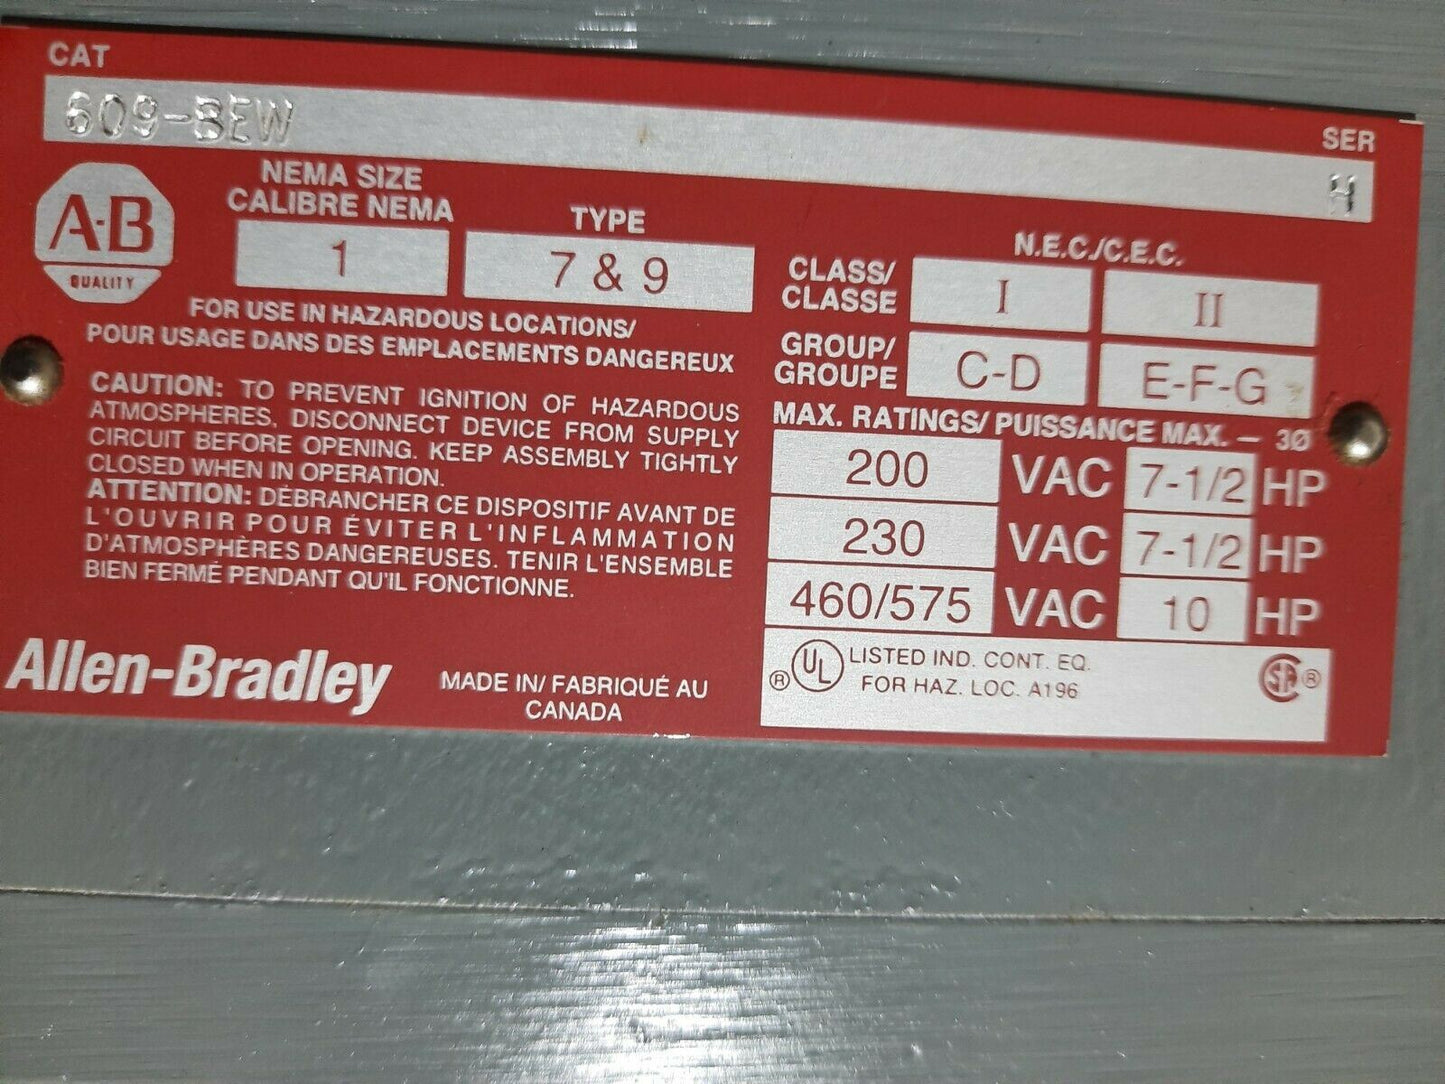 CAT
609-BEW
SER
H
A-B
QUALITY
NEMA SIZE
CALIBRE NEMA
1
TYPE
7 & 9
FOR USE IN HAZARDOUS LOCATIONS/
POUR USAGE DANS DES EMPLACEMENTS DANGEREUX
CAUTION: TO PREVENT IGNITION OF HAZARDOUS
ATMOSPHERES, DISCONNECT DEVICE FROM SUPPLY
CIRCUIT BEFORE OPENING. KEEP ASSEMBLY TIGHTLY
CLOSED WHEN IN OPERATION.
ATTENTION: DÉBRANCHER CE DISPOSITIF AVANT DE
L'OUVRIR POUR ÉVITER L'INFLAMMATION
D'ATMOSPHÈRES DANGEREUSES. TENIR L'ENSEMBLE
BIEN FERMÉ PENDANT QU'IL FONCTIONNE.
Allen-Bradley
MADE IN/ FABRIQUÉ AU
CANADA
N.E.C./C.E.C.
CLASS/
CLASSE
I
II
GROUP/
GROUPE
C-D
E-F-G
MAX. RATINGS/ PUISSANCE MAX. – 3Ø
200 VAC 7-1/2 HP
230 VAC 7-1/2 HP
460/575 VAC 10 HP
® UL LISTED IND. CONT. EQ.
FOR HAZ. LOC. A196
SA ®